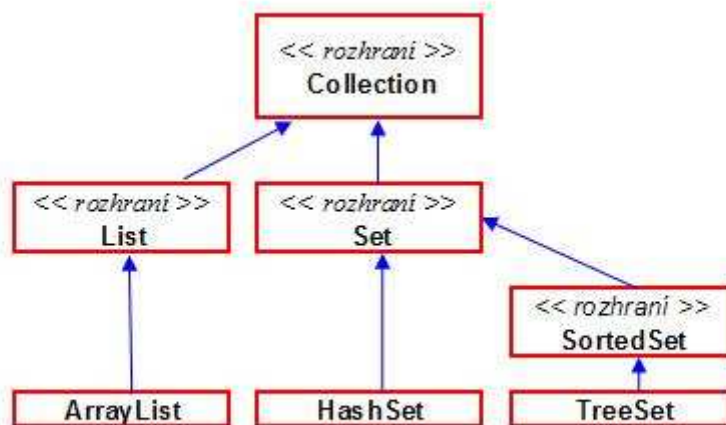 << rozhraní >>
Collection
<< rozhraní >>
List
<< rozhraní >>
Set
<< rozhraní >>
SortedSet
ArrayList
HashSet
TreeSet